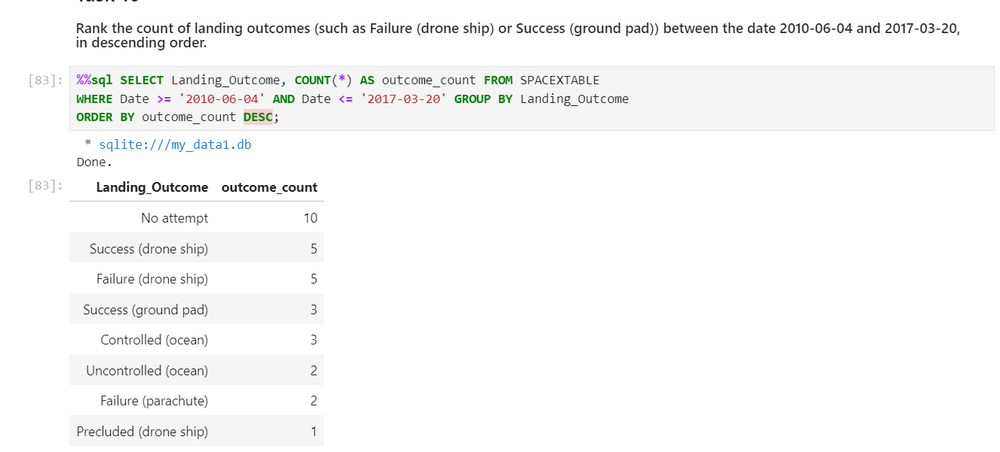 Rank the count of landing outcomes (such as Failure (drone ship) or Success (ground pad)) between the date 2010-06-04 and 2017-03-20,
in descending order.
[83]: %%sql SELECT Landing_Outcome, COUNT(*) AS outcome_count FROM SPACEXTABLE
WHERE Date >= '2010-06-04' AND Date <= '2017-03-20' GROUP BY Landing_Outcome
ORDER BY outcome_count DESC;
* sqlite:///my_data1.db
Done.
[83]: Landing_Outcome outcome_count
No attempt 10
Success (drone ship) 5
Failure (drone ship) 5
Success (ground pad) 3
Controlled (ocean) 3
Uncontrolled (ocean) 2
Failure (parachute) 2
Precluded (drone ship) 1